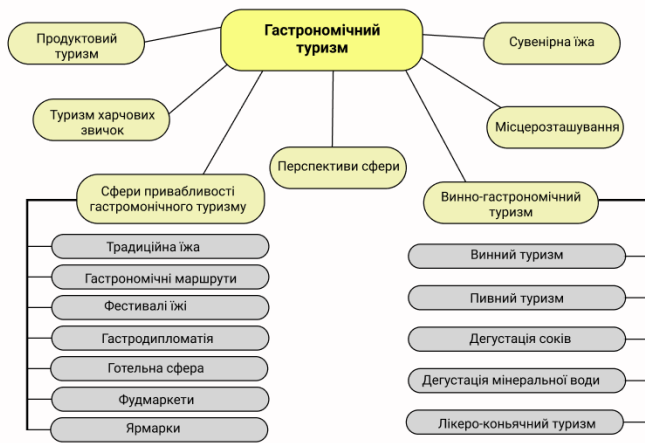 Гастрономічний
туризм
Продуктовий
туризм
Сувенірна їжа
Туризм харчових
звичок
Місцерозташування
Перспективи сфери
Сфери привабливості
гастромонічного туризму
Винно-гастрономічний
туризм
Традиційна їжа
Гастрономічні маршрути
Фестивалі їжі
Гастродипломатія
Готельна сфера
Фудмаркети
Ярмарки
Винний туризм
Пивний туризм
Дегустація соків
Дегустація мінеральної води
Лікеро-коньячний туризм